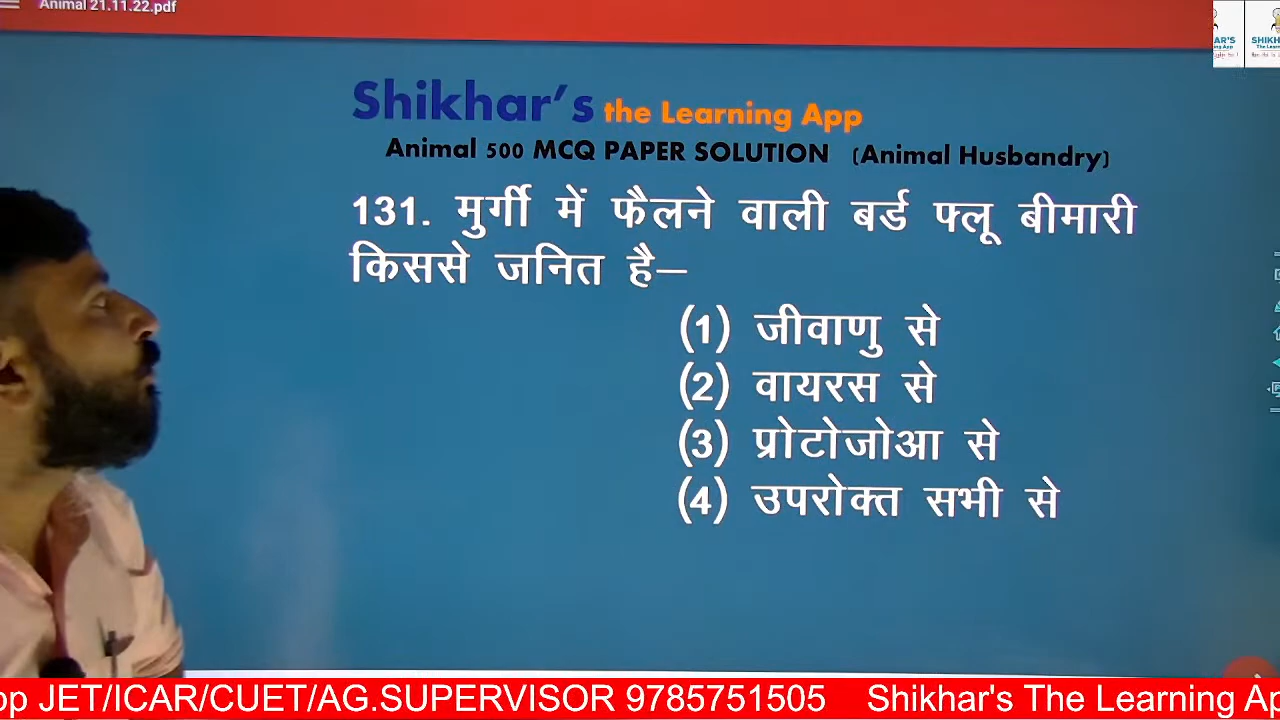 Animal 21.11.22.pdf
Shikhar's the Learning App
Animal 500 MCQ PAPER SOLUTION (Animal Husbandry)
131. मुर्गी में फैलने वाली बर्ड फ्लू बीमारी
किससे जनित है–
(1) जीवाणु से
(2) वायरस से
(3) प्रोटोजोआ से
(4) उपरोक्त सभी से
pp JET/ICAR/CUET/AG.SUPERVISOR 9785751505 Shikhar's The Learning Ap